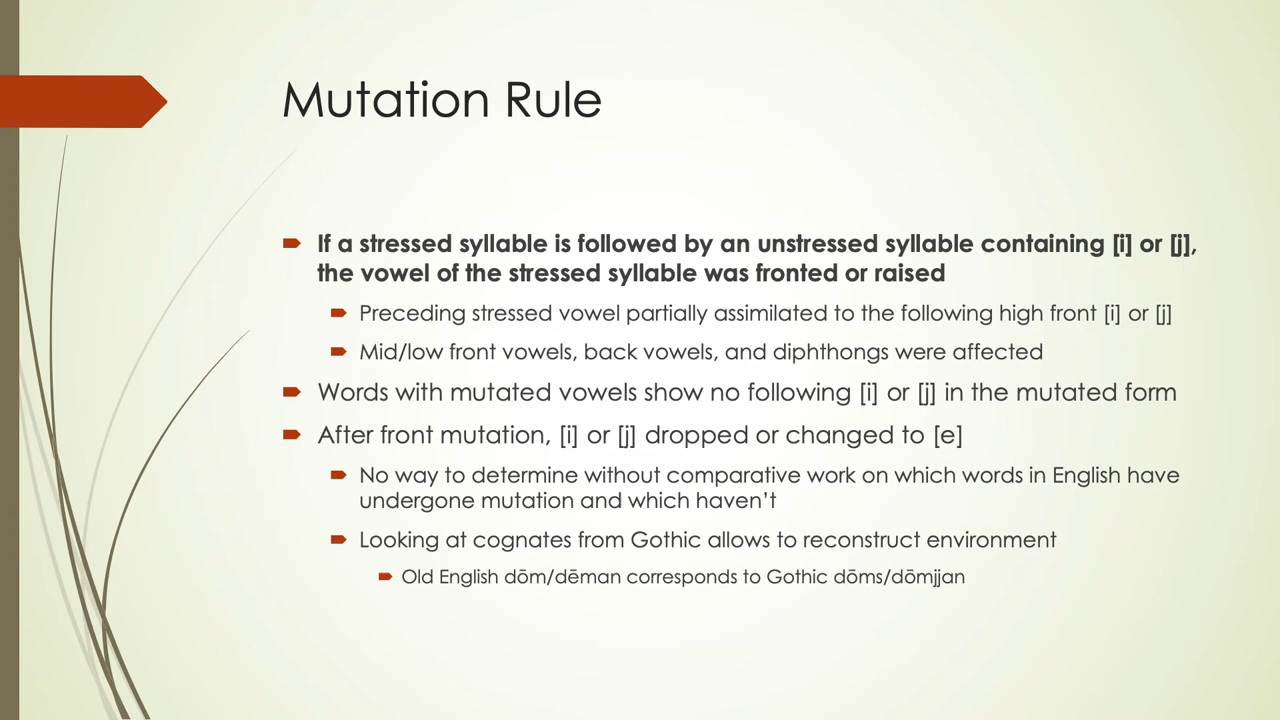 Mutation Rule
If a stressed syllable is followed by an unstressed syllable containing [i] or [j],
the vowel of the stressed syllable was fronted or raised
Preceding stressed vowel partially assimilated to the following high front [i] or [j]
Mid/low front vowels, back vowels, and diphthongs were affected
Words with mutated vowels show no following [i] or [j] in the mutated form
After front mutation, [i] or [j] dropped or changed to [e]
No way to determine without comparative work on which words in English have
undergone mutation and which haven’t
Looking at cognates from Gothic allows to reconstruct environment
Old English dōm/dēman corresponds to Gothic dōms/dōmjjan